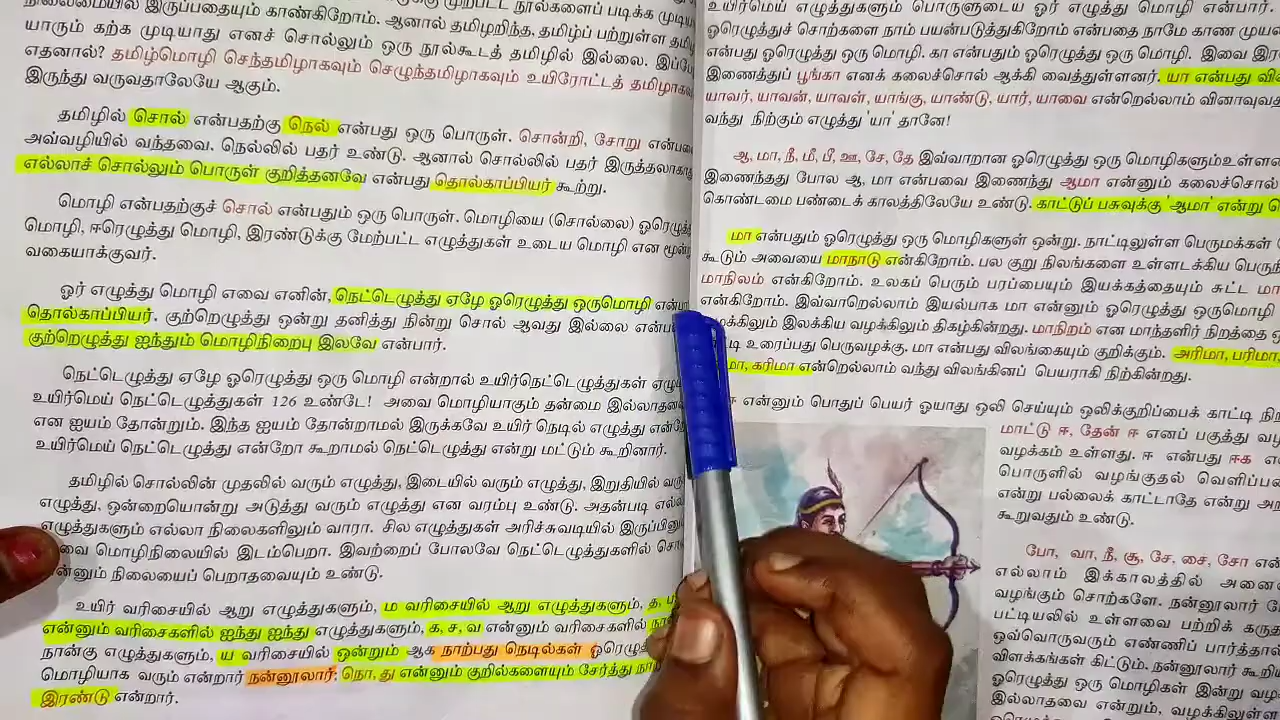 நிலைமையில் இருப்பதையும் காண்கிறோம். ஆனால் தமிழறிந்த, தமிழ்ப் பற்றுள்ள
யாரும் கற்க முடியாது எனச் சொல்லும் ஒரு நூல்கூடத் தமிழில் இல்லை.
எதனால்? தமிழ்மொழி செந்தமிழாகவும் செழுந்தமிழாகவும் உயிரோட்டத்
இருந்து வருவதாலேயே ஆகும்.
தமிழில் சொல் என்பதற்கு நெல் என்பது ஒரு பொருள். சொன்றி, சோறு
அவ்வழியில் வந்தவை. நெல்லில் பதர் உண்டு. ஆனால் சொல்லில் பதர்
எல்லாச் சொல்லும் பொருள் குறித்தனவே என்பது தொல்காப்பியர் கூற்று.
மொழி என்பதற்குச் சொல் என்பதும் ஒரு பொருள். மொழியை (சொல்லை)
மொழி, ஈரெழுத்து மொழி, இரண்டுக்கு மேற்பட்ட எழுத்துகள் உடைய மொழி என
வகையாக்குவர்.
ஓர் எழுத்து மொழி எவை எனின், நெட்டெழுத்து ஏழே ஓரெழுத்து ஒருமொழி
தொல்காப்பியர். குற்றெழுத்து ஒன்று தனித்து நின்று சொல் ஆவது இல்லை
குற்றெழுத்து ஐந்தும் மொழிநிறைபு இலவே என்பார்.
நெட்டெழுத்து ஏழே ஓரெழுத்து ஒரு மொழி என்றால் உயிர்நெட்டெழுத்துகள்
உயிர்மெய் நெட்டெழுத்துகள் 126 உண்டே! அவை மொழியாகும் தன்மை
என ஐயம் தோன்றும். இந்த ஐயம் தோன்றாமல் இருக்கவே உயிர் நெடில் எழுத்து
உயிர்மெய் நெட்டெழுத்து என்றோ கூறாமல் நெட்டெழுத்து என்று மட்டும் கூறினார்.
தமிழில் சொல்லின் முதலில் வரும் எழுத்து, இடையில் வரும் எழுத்து, இறுதியில்
எழுத்து, ஒன்றையொன்று அடுத்து வரும் எழுத்து என வரம்பு உண்டு. அதன்படி
எழுத்துகளும் எல்லா நிலைகளிலும் வாரா. சில எழுத்துகள் அரிச்சுவடியில்
மொழிநிலையில் இடம்பெறா. இவற்றைப் போலவே நெட்டெழுத்துகளில்
என்னும் நிலையைப் பெறாதவையும் உண்டு.
உயிர் வரிசையில் ஆறு எழுத்துகளும், ம வரிசையில் ஆறு எழுத்துகளும், த,
என்னும் வரிசைகளில் ஐந்து ஐந்து எழுத்துகளும், க, ச, வ என்னும் வரிசைகளில்
நான்கு எழுத்துகளும், ய வரிசையில் ஒன்றும் ஆக நாற்பது நெடில்கள்
மொழியாக வரும் என்றார் நன்னூலார். நொ, து என்னும் குறில்களையும் சேர்த்து
இரண்டு என்றார்.
உயிர்மெய் எழுத்துகளும் பொருளுடைய ஓர் எழுத்து மொழி என்பார்.
ஓரெழுத்துச் சொற்களை நாம் பயன்படுத்துகிறோம் என்பதை நாமே காண
என்பது ஓரெழுத்து ஒரு மொழி. கா என்பதும் ஓரெழுத்து ஒரு மொழி. இவை
இணைத்துப் பூங்கா எனக் கலைச்சொல் ஆக்கி வைத்துள்ளனர். யா என்பது
யாவர், யாவன், யாவள், யாங்கு, யாண்டு, யார், யாவை என்றெல்லாம்
வந்து நிற்கும் எழுத்து 'யா' தானே!
ஆ, மா, நீ, மீ, பீ, ஊ, சே, தே இவ்வாறான ஓரெழுத்து ஒரு மொழிகளும்
இணைந்தது போல ஆ, மா என்பவை இணைந்து ஆமா என்னும் கலைச்சொல்
கொண்டமை பண்டைக் காலத்திலேயே உண்டு. காட்டுப் பசுவுக்கு 'ஆமா' என்று
மா என்பதும் ஓரெழுத்து ஒரு மொழிகளுள் ஒன்று. நாட்டிலுள்ள பெருமக்கள்
கூடும் அவையை மாநாடு என்கிறோம். பல குறு நிலங்களை உள்ளடக்கிய
மாநிலம் என்கிறோம். உலகப் பெரும் பரப்பையும் இயக்கத்தையும் சுட்ட
என்கிறோம். இவ்வாறெல்லாம் இயல்பாக மா என்னும் ஓரெழுத்து ஒருமொழி
இலக்கிய வழக்கிலும் திகழ்கின்றது. மாநிறம் என மாந்தளிர் நிறத்தை
உரைப்பது பெருவழக்கு. மா என்பது விலங்கையும் குறிக்கும். அரிமா, பரிமா,
கரிமா என்றெல்லாம் வந்து விலங்கினப் பெயராகி நிற்கின்றது.
ஈ என்னும் பொதுப் பெயர் ஓயாது ஒலி செய்யும் ஒலிக்குறிப்பைக் காட்டி
மாட்டு ஈ, தேன் ஈ எனப் பகுத்து
வழக்கம் உள்ளது. ஈ என்பது ஈக
பொருளில் வழங்குதல்
என்று பல்லைக் காட்டாதே என்று
கூறுவதும் உண்டு.
போ, வா, நீ, சூ, சே, சை, சோ
எல்லாம் இக்காலத்தில்
வழங்கும் சொற்களே. நன்னூலார்
பட்டியலில் உள்ளவை பற்றிக்
ஒவ்வொருவரும் எண்ணிப்
விளக்கங்கள் கிட்டும். நன்னூலார்
ஓரெழுத்து ஒரு மொழிகள் இன்று
இல்லாதவை என்றும்,